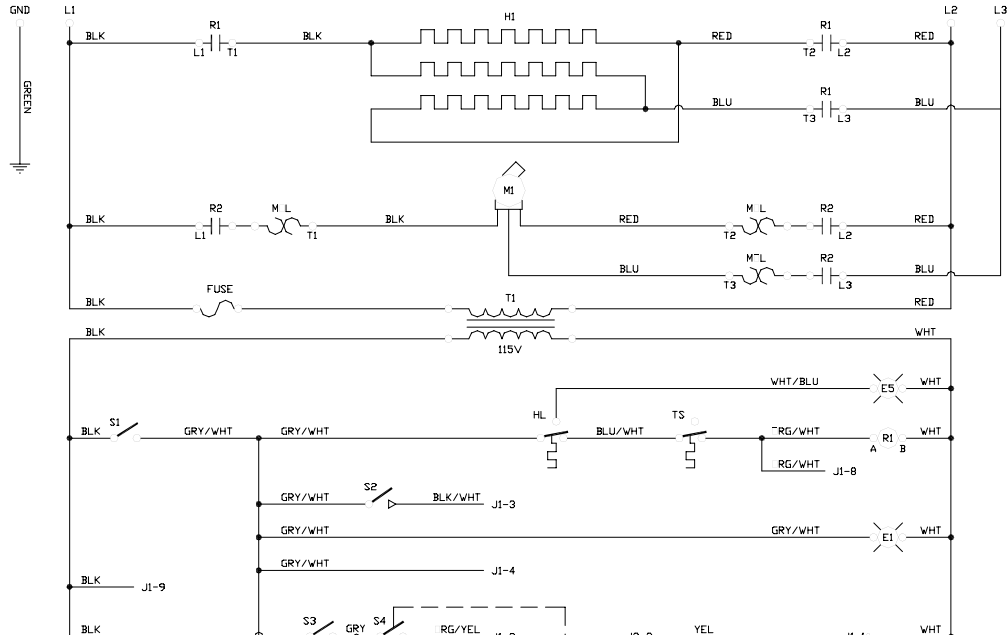 GND L1 L2 L3
BLK R1 BLK H1 RED R1 RED
L1 T1 T2 L2
GREEN
R1
BLU BLU
T3 L3
M1
BLK R2 M L BLK RED M L R2 RED
L1 T1 T2 L2
BLU M L R2 BLU
T3 L3
BLK FUSE T1 RED
BLK 115V WHT
WHT/BLU E5 WHT
BLK S1 GRY/WHT GRY/WHT HL BLU/WHT TS RG/WHT R1 WHT
A B
RG/WHT J1-8
GRY/WHT S2 BLK/WHT J1-3
GRY/WHT GRY/WHT E1 WHT
GRY/WHT J1-4
BLK J1-9
BLK S3 GRY S4 RG/YEL YEL WHT